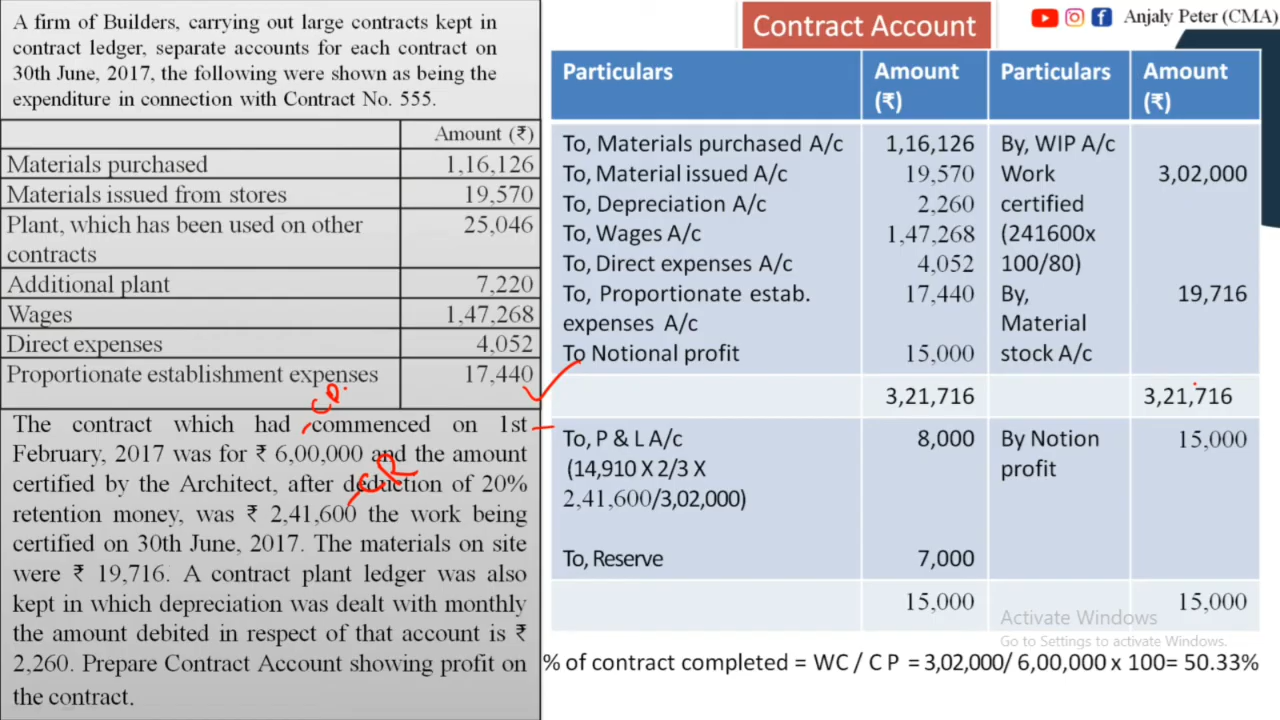 A firm of Builders, carrying out large contracts kept in
contract ledger, separate accounts for each contract on
30th June, 2017, the following were shown as being the
expenditure in connection with Contract No. 555.
Amount (₹)
Materials purchased 1,16,126
Materials issued from stores 19,570
Plant, which has been used on other 25,046
contracts
Additional plant 7,220
Wages 1,47,268
Direct expenses 4,052
Proportionate establishment expenses 17,440
CP.
The contract which had commenced on 1st
February, 2017 was for ₹ 6,00,000 and the amount
CR
certified by the Architect, after deduction of 20%
retention money, was ₹ 2,41,600 the work being
certified on 30th June, 2017. The materials on site
were ₹ 19,716. A contract plant ledger was also
kept in which depreciation was dealt with monthly
the amount debited in respect of that account is ₹
2,260. Prepare Contract Account showing profit on
the contract.
Contract Account
Anjaly Peter (CMA)
Particulars Amount Particulars Amount
(₹) (₹)
To, Materials purchased A/c 1,16,126 By, WIP A/c
To, Material issued A/c 19,570 Work 3,02,000
To, Depreciation A/c 2,260 certified
To, Wages A/c 1,47,268 (241600x
To, Direct expenses A/c 4,052 100/80)
To, Proportionate estab. 17,440 By, 19,716
expenses A/c Material
To Notional profit 15,000 stock A/c
3,21,716 3,21,716
To, P & L A/c 8,000 By Notion 15,000
(14,910 X 2/3 X profit
2,41,600/3,02,000)
To, Reserve 7,000
15,000 15,000
Activate Windows
Go to Settings to activate Windows.
% of contract completed = WC / C P = 3,02,000/ 6,00,000 x 100= 50.33%